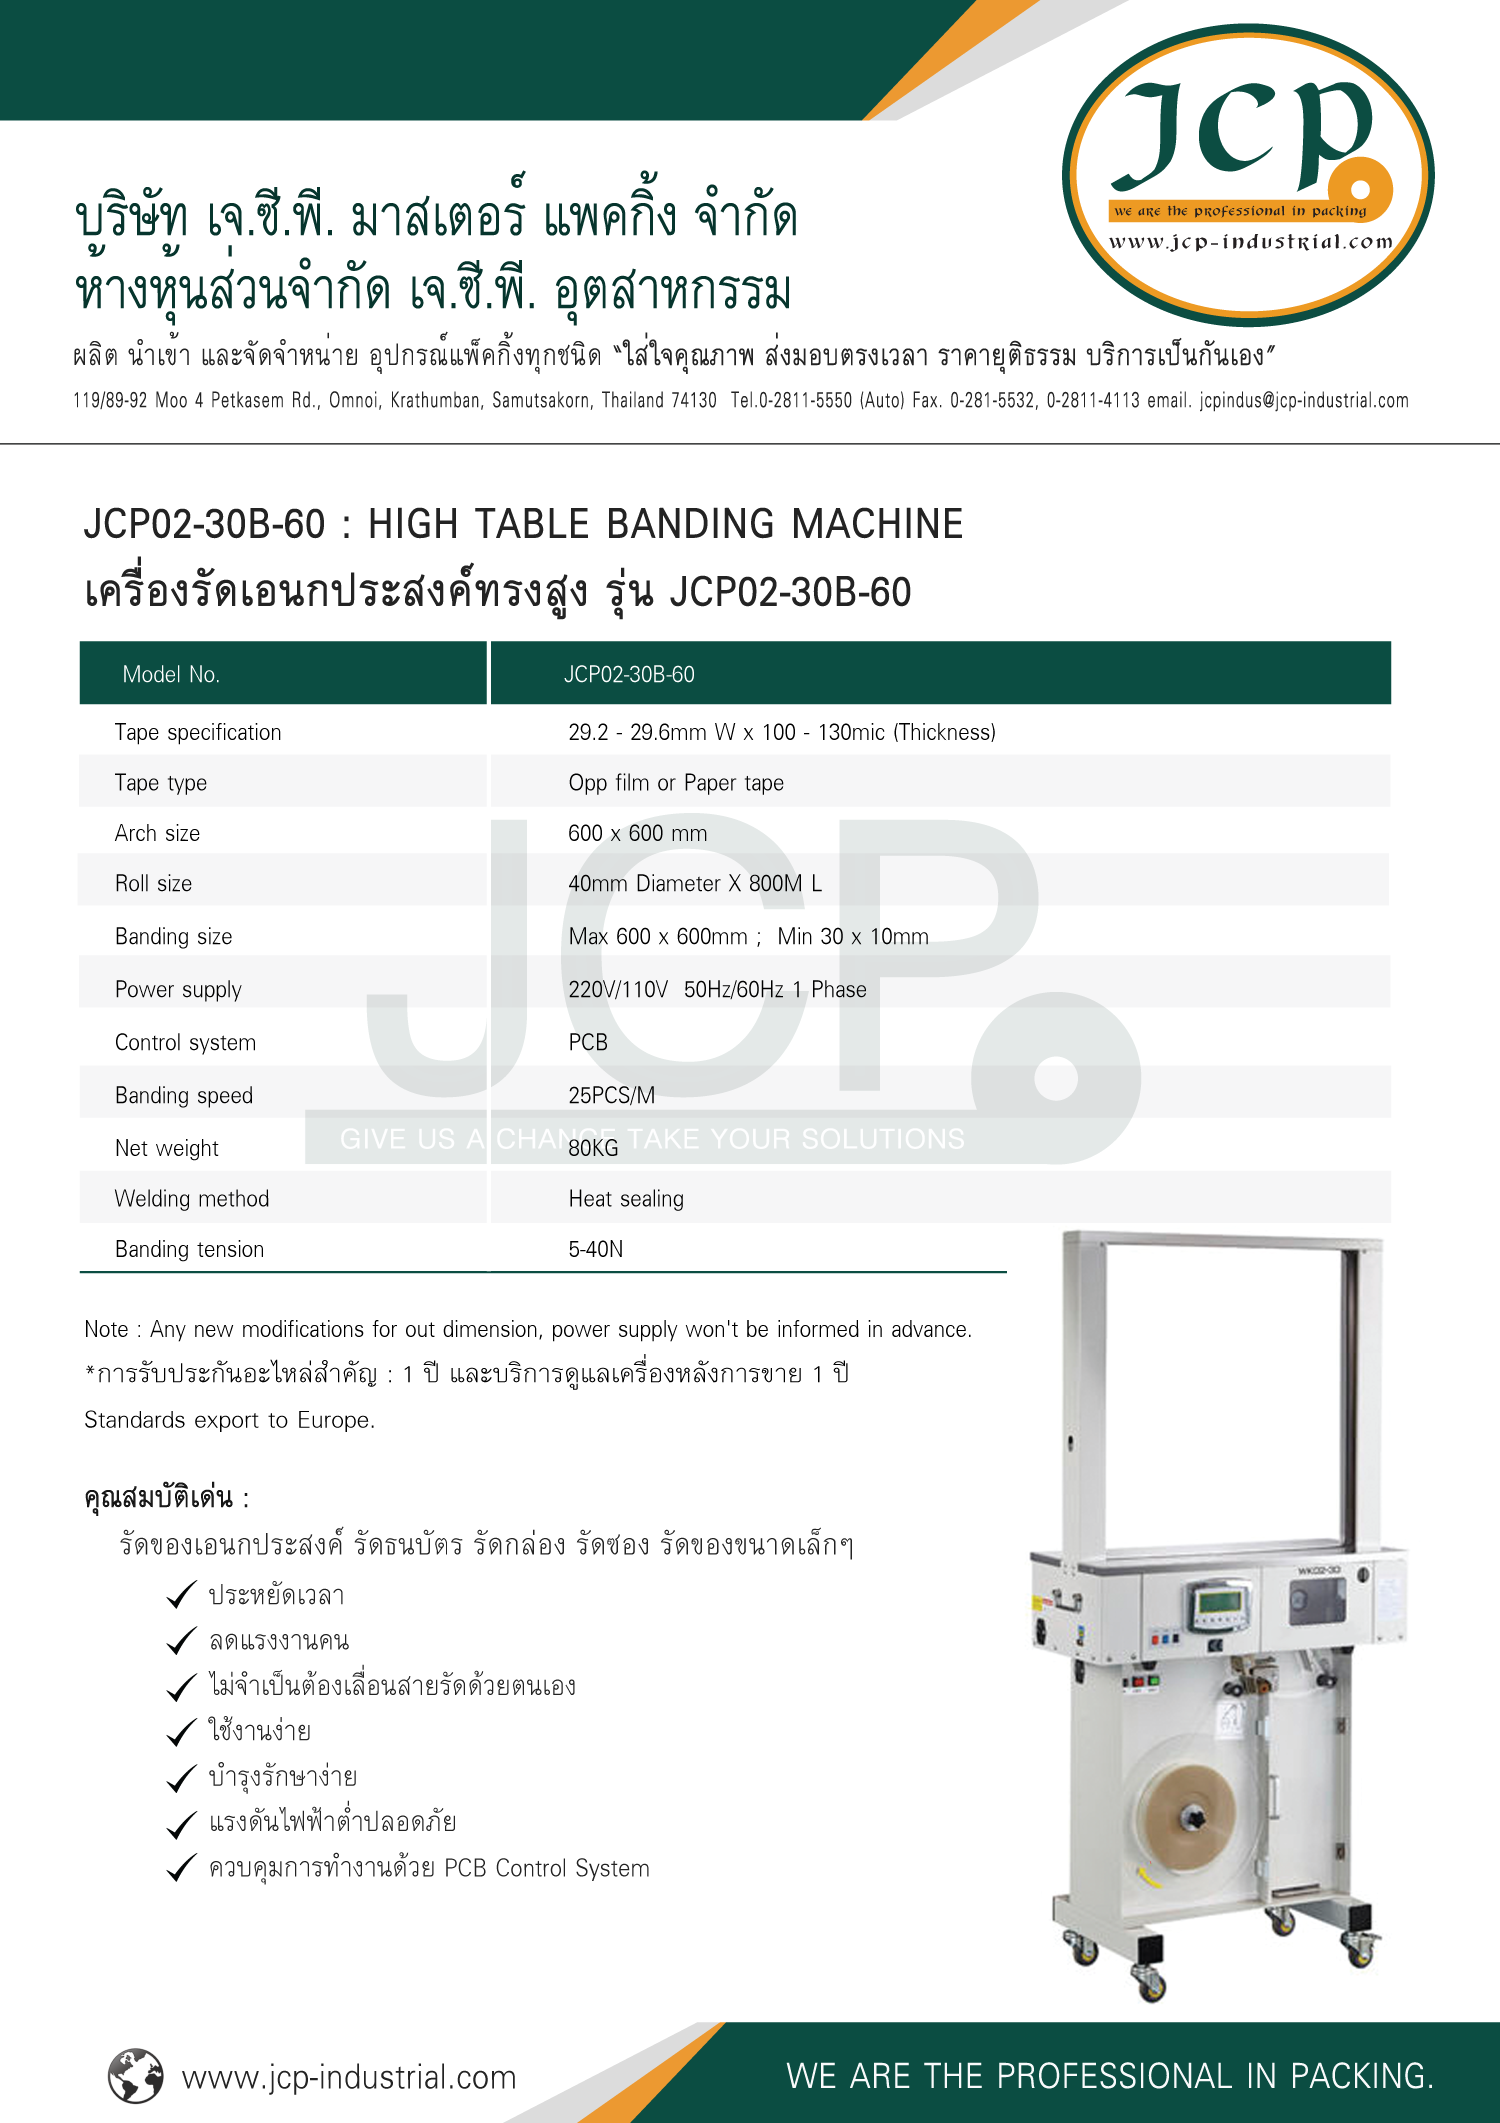 JCP
we are the professional in packing
www.jcp-industrial.com
บริษัท เจ.ซี.พี. มาสเตอร์ แพคกิ้ง จำกัด
ห้างหุ้นส่วนจำกัด เจ.ซี.พี. อุตสาหกรรม
ผลิต นำเข้า และจัดจำหน่าย อุปกรณ์แพ็คกิ้งทุกชนิด "ใส่ใจคุณภาพ ส่งมอบตรงเวลา ราคายุติธรรม บริการเป็นกันเอง"
119/89-92 Moo 4 Petkasem Rd., Omnoi, Krathumban, Samutsakorn, Thailand 74130 Tel.0-2811-5550 (Auto) Fax. 0-281-5532, 0-2811-4113 email. jcpindus@jcp-industrial.com
JCP02-30B-60 : HIGH TABLE BANDING MACHINE
เครื่องรัดเอนกประสงค์ทรงสูง รุ่น JCP02-30B-60
Model No. JCP02-30B-60
Tape specification 29.2 - 29.6mm W x 100 - 130mic (Thickness)
Tape type Opp film or Paper tape
Arch size 600 x 600 mm
Roll size 40mm Diameter X 800M L
Banding size Max 600 x 600mm ; Min 30 x 10mm
Power supply 220V/110V 50Hz/60Hz 1 Phase
Control system PCB
Banding speed 25PCS/M
Net weight 80KG
Welding method Heat sealing
Banding tension 5-40N
JCP
GIVE US A CHANCE TAKE YOUR SOLUTIONS
Note : Any new modifications for out dimension, power supply won't be informed in advance.
*การรับประกันอะไหล่สำคัญ : 1 ปี และบริการดูแลเครื่องหลังการขาย 1 ปี
Standards export to Europe.
คุณสมบัติเด่น :
รัดของเอนกประสงค์ รัดธนบัตร รัดกล่อง รัดซอง รัดของขนาดเล็กๆ
ประหยัดเวลา
ลดแรงงานคน
ไม่จำเป็นต้องเลื่อนสายรัดด้วยตนเอง
ใช้งานง่าย
บำรุงรักษาง่าย
แรงดันไฟฟ้าต่ำปลอดภัย
ควบคุมการทำงานด้วย PCB Control System
WK02-30
www.jcp-industrial.com
WE ARE THE PROFESSIONAL IN PACKING.